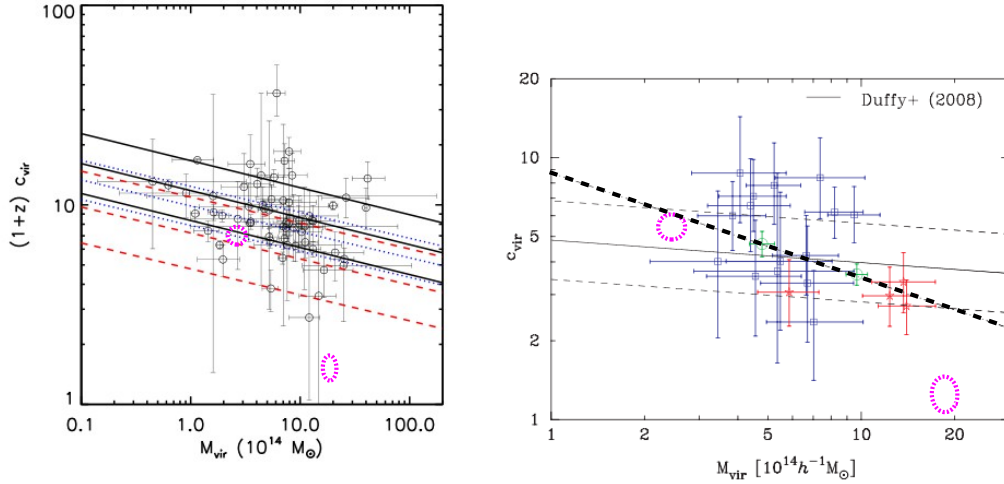 100
10
1
(1+z) c_vir
0.1 1.0 10.0 100.0
M_vir (10^14 M_⊙)
20
10
5
2
1
c_vir
Duffy+ (2008)
1 2 5 10 20
M_vir [10^14 h^-1 M_⊙]